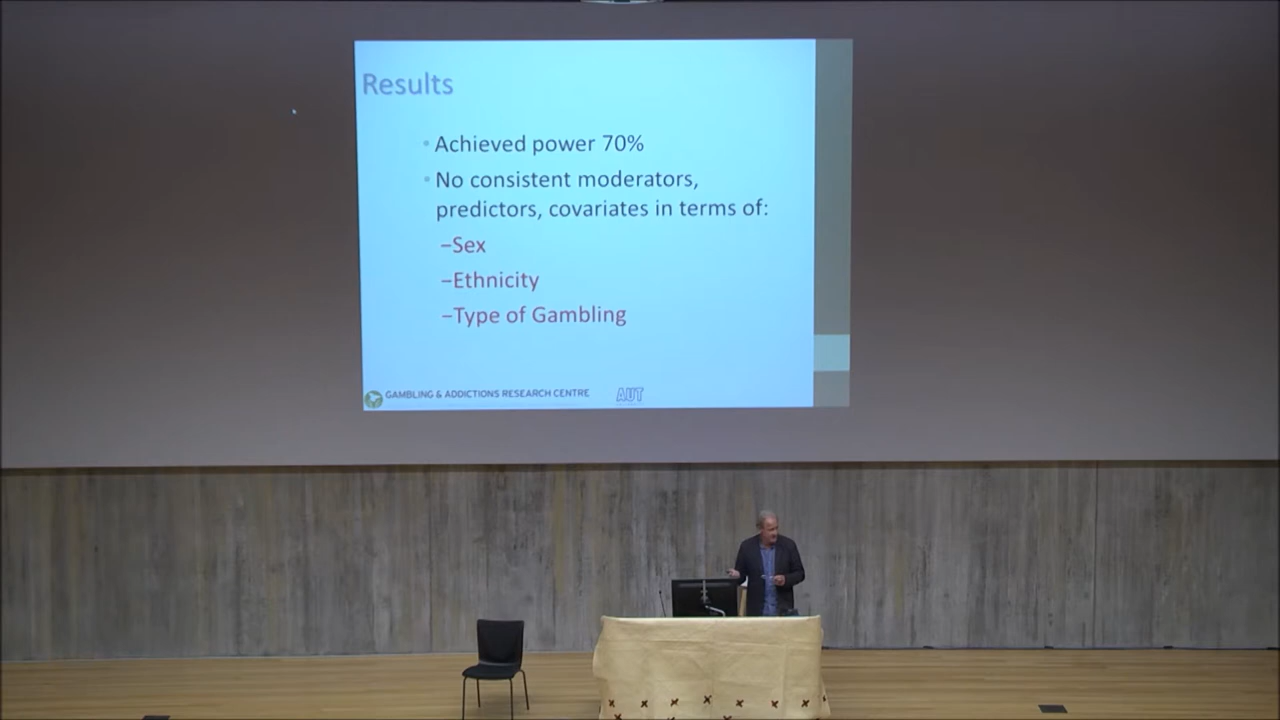 Results
• Achieved power 70%
• No consistent moderators,
predictors, covariates in terms of:
–Sex
–Ethnicity
–Type of Gambling
GAMBLING & ADDICTIONS RESEARCH CENTRE
AUT